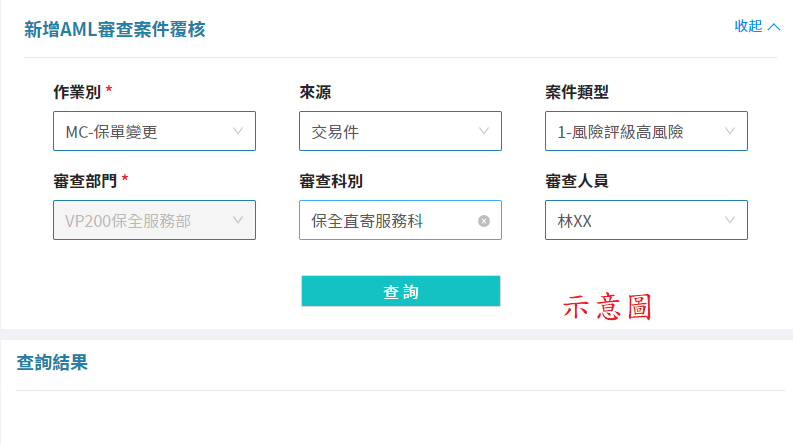 新增AML審查案件覆核 收起
作業別 * 來源 案件類型
MC-保單變更 交易件 1-風險評級高風險
審查部門 * 審查科別 審查人員
VP200保全服務部 保全直寄服務科 林XX
查詢
示意圖
查詢結果